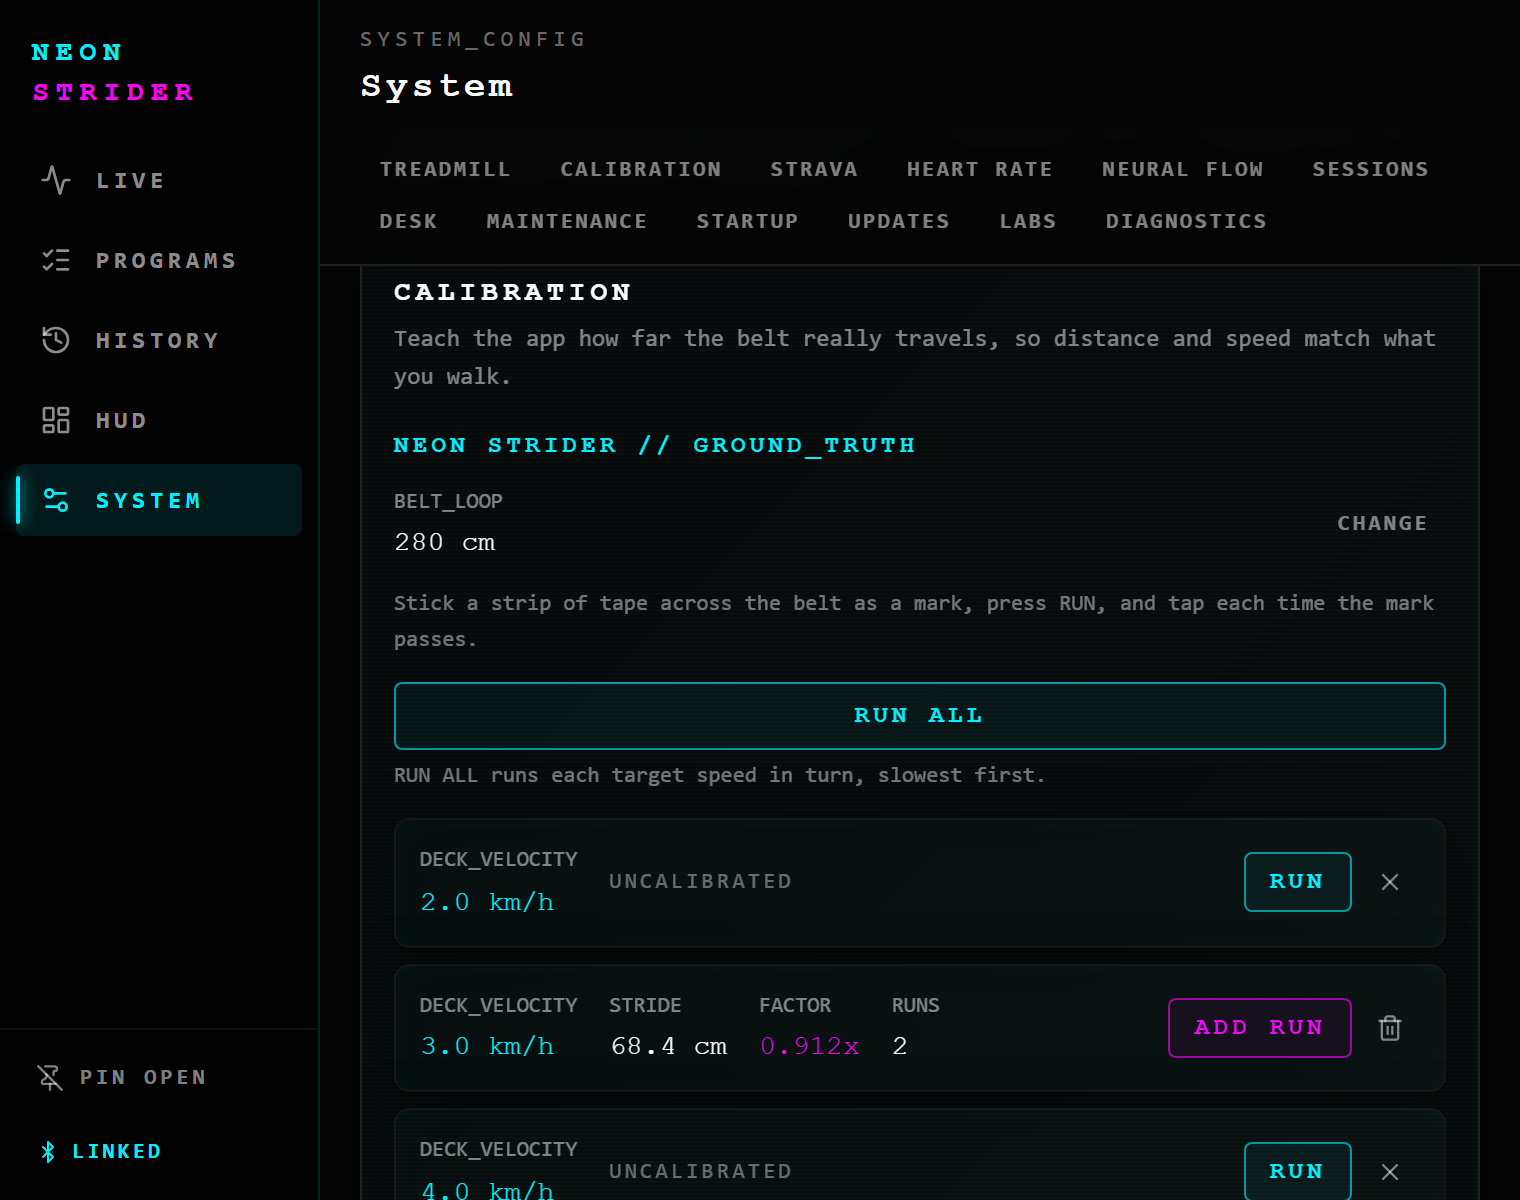 NEON
STRIDER
LIVE
PROGRAMS
HISTORY
HUD
SYSTEM
PIN OPEN
LINKED
SYSTEM_CONFIG
System
TREADMILL CALIBRATION STRAVA HEART RATE NEURAL FLOW SESSIONS
DESK MAINTENANCE STARTUP UPDATES LABS DIAGNOSTICS
CALIBRATION
Teach the app how far the belt really travels, so distance and speed match what
you walk.
NEON STRIDER // GROUND_TRUTH
BELT_LOOP
280 cm
CHANGE
Stick a strip of tape across the belt as a mark, press RUN, and tap each time the mark
passes.
RUN ALL
RUN ALL runs each target speed in turn, slowest first.
DECK_VELOCITY
2.0 km/h
UNCALIBRATED
RUN
DECK_VELOCITY STRIDE FACTOR RUNS
3.0 km/h 68.4 cm 0.912x 2
ADD RUN
DECK_VELOCITY
4.0 km/h
UNCALIBRATED
RUN